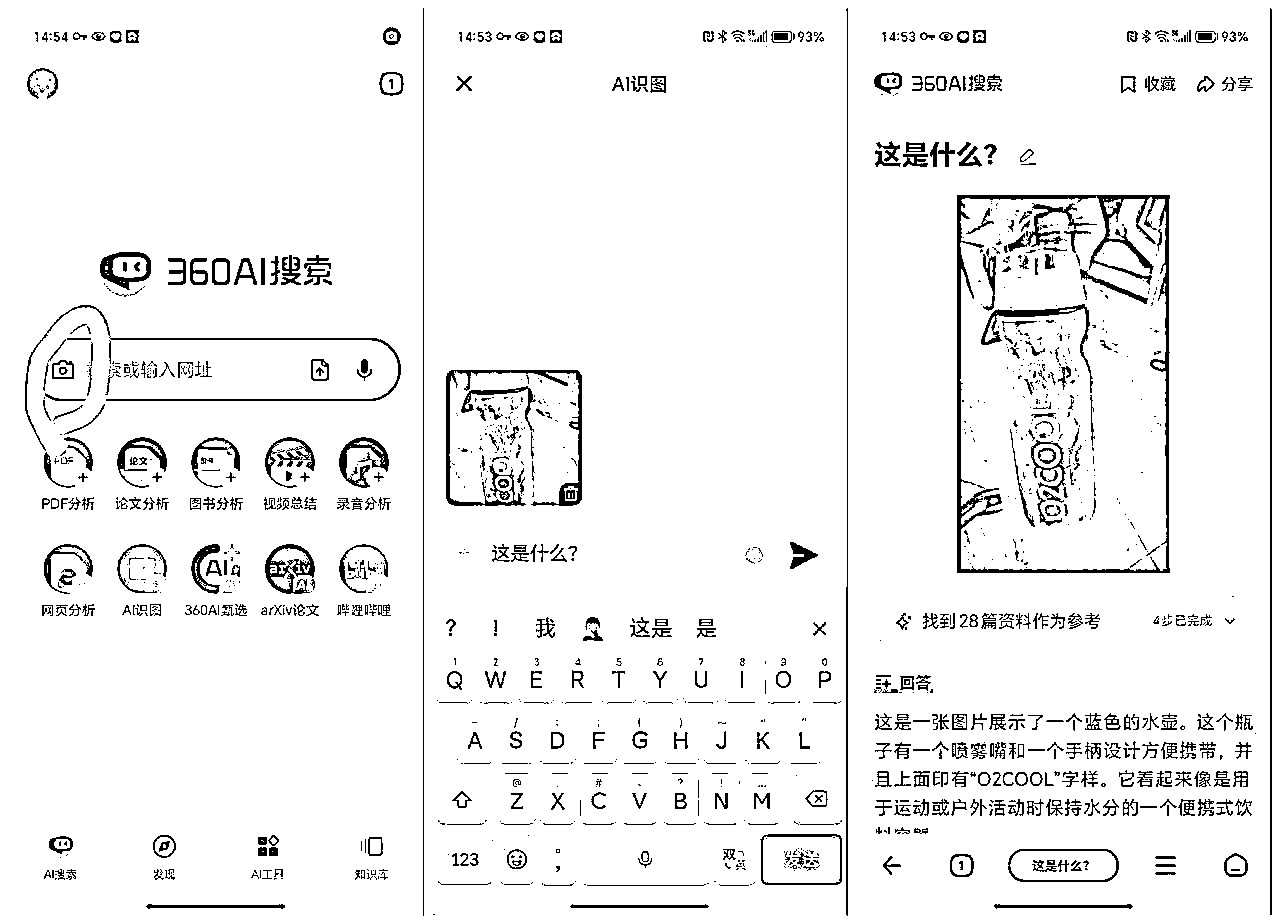 14:54
1
360AI搜索
索或输入网址
PDF分析 论文分析 图书分析 视频总结 录音分析
网页分析 AI识图 360AI甄选 arXiv论文 哔哩哔哩
AI搜索 发现 AI工具 知识库
14:53 93%
AI识图
这是什么?
? ! 我 这是 是
1 2 3 4 5 6 7 8 9 0
Q W E R T Y U I O P
A S D F G H J K L
Z X C V B N M
123
14:53 93%
360AI搜索 收藏 分享
这是什么?
O2COOL
找到28篇资料作为参考 4步已完成
回答
这是一张图片展示了一个蓝色的水壶。这个瓶
子有一个喷雾嘴和一个手柄设计方便携带，并
且上面印有“O2COOL”字样。它看起来像是用
于运动或户外活动时保持水分的一个便携式饮
1 这是什么?